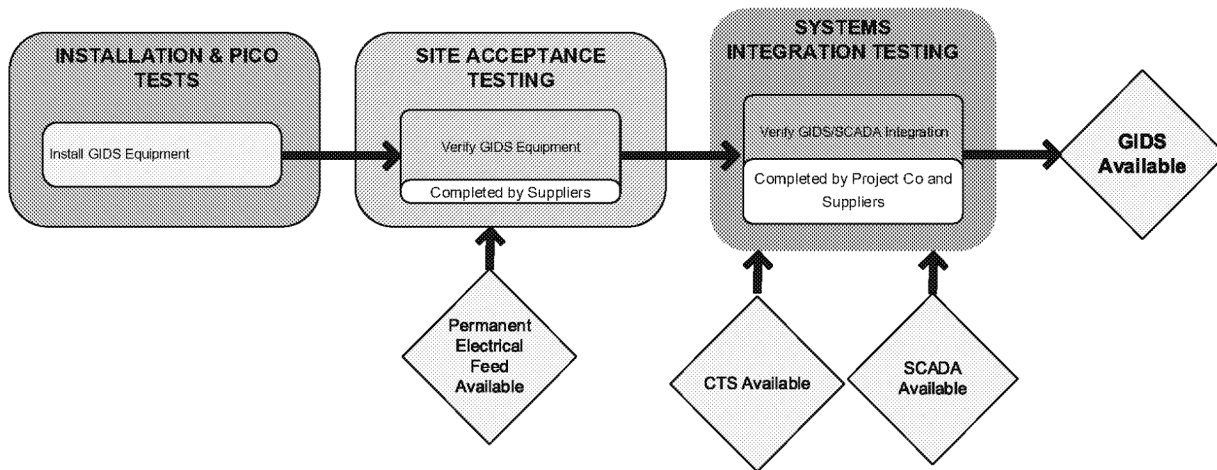 INSTALLATION & PICO
TESTS
Install GIDS Equipment
SITE ACCEPTANCE
TESTING
Verify GIDS Equipment
Completed by Suppliers
SYSTEMS
INTEGRATION TESTING
Verify GIDS/SCADA Integration
Completed by Project Co and
Suppliers
GIDS
Available
Permanent
Electrical
Feed
Available
CTS Available
SCADA
Available